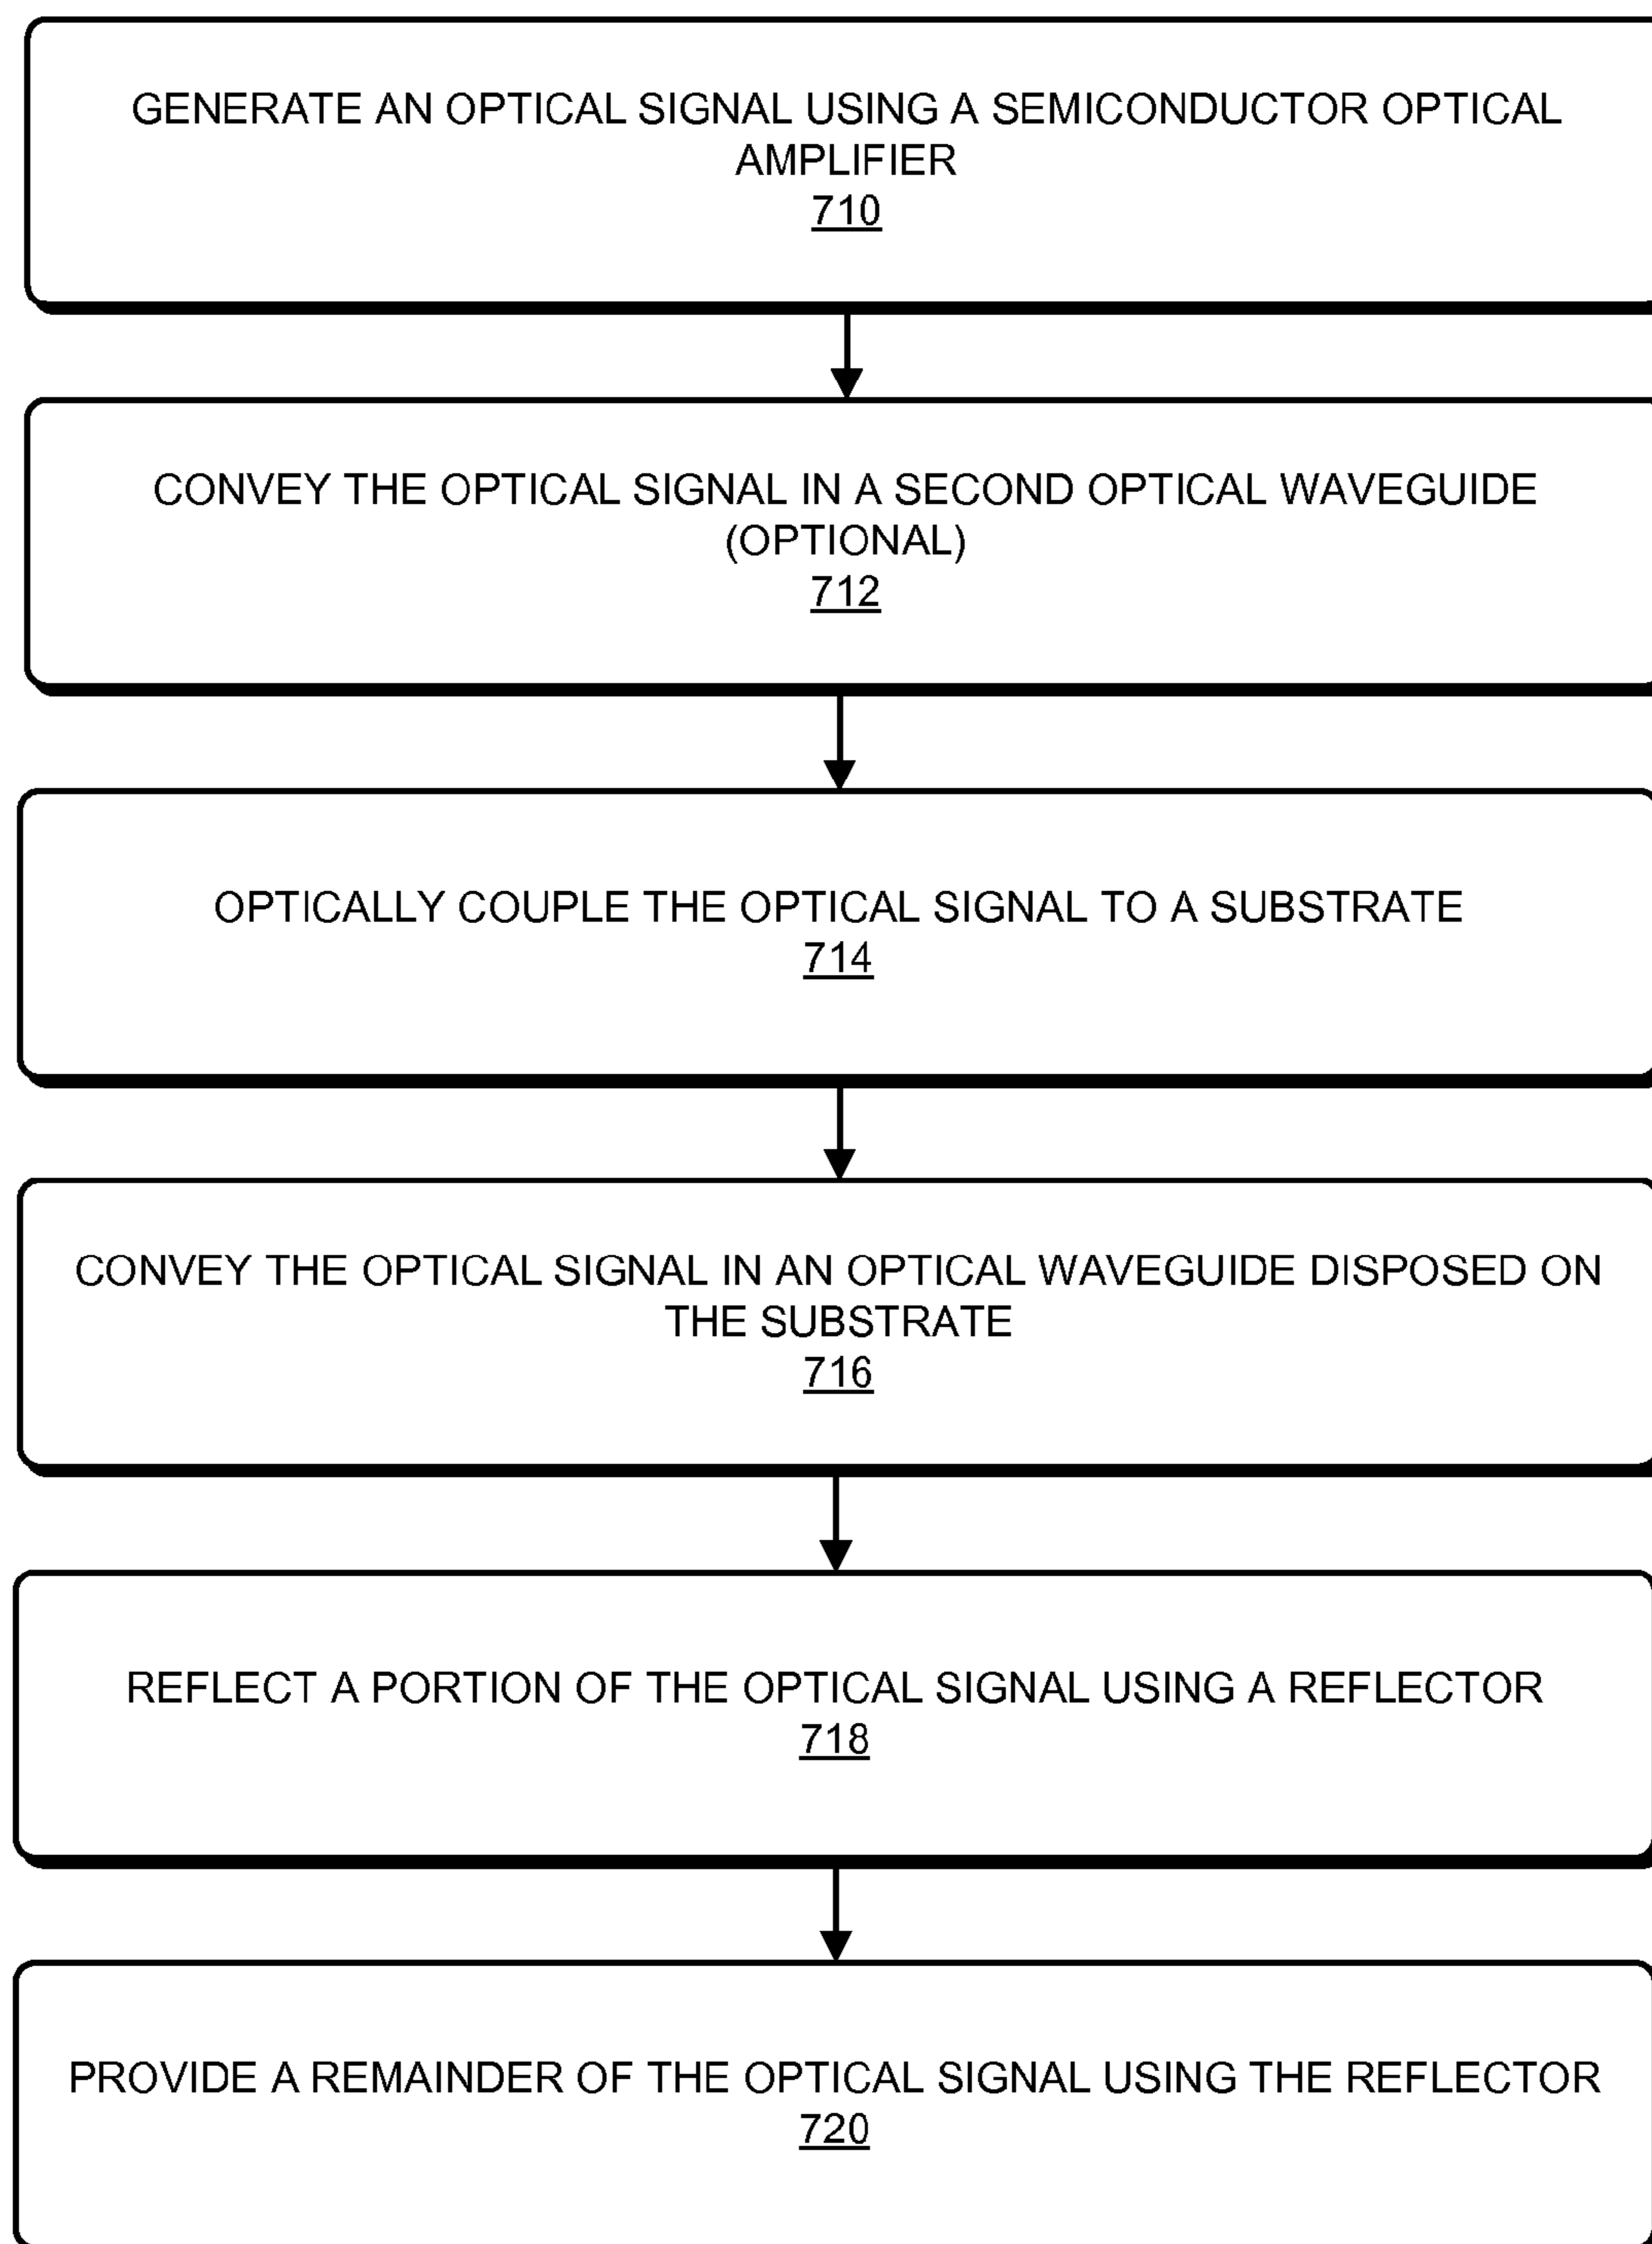 GENERATE AN OPTICAL SIGNAL USING A SEMICONDUCTOR OPTICAL
AMPLIFIER
710
CONVEY THE OPTICAL SIGNAL IN A SECOND OPTICAL WAVEGUIDE
(OPTIONAL)
712
OPTICALLY COUPLE THE OPTICAL SIGNAL TO A SUBSTRATE
714
CONVEY THE OPTICAL SIGNAL IN AN OPTICAL WAVEGUIDE DISPOSED ON
THE SUBSTRATE
716
REFLECT A PORTION OF THE OPTICAL SIGNAL USING A REFLECTOR
718
PROVIDE A REMAINDER OF THE OPTICAL SIGNAL USING THE REFLECTOR
720